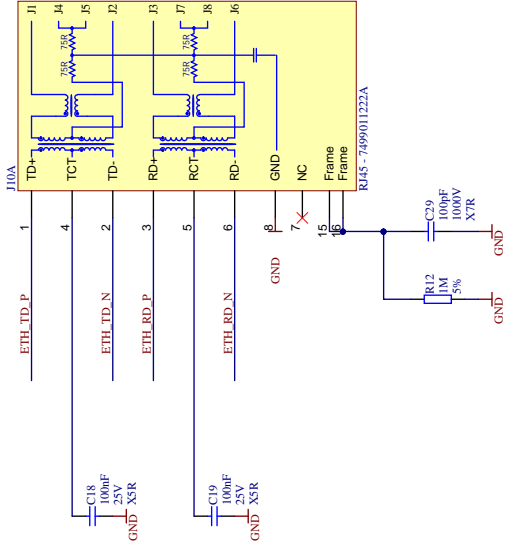 J1
J4
J5
J2
J3
J7
J8
J6
75R
75R
75R
75R
J10A
TD+
TCT
TD-
RD+
RCT
RD-
GND
NC
Frame
Frame
RJ45 - 7499011222A
1
4
2
3
5
6
8
7
15
16
GND
ETH_TD_P
ETH_TD_N
ETH_RD_P
ETH_RD_N
C29
100pF
1000V
X7R
GND
R12
1M
5%
GND
C18
100nF
25V
X5R
GND
C19
100nF
25V
X5R
GND